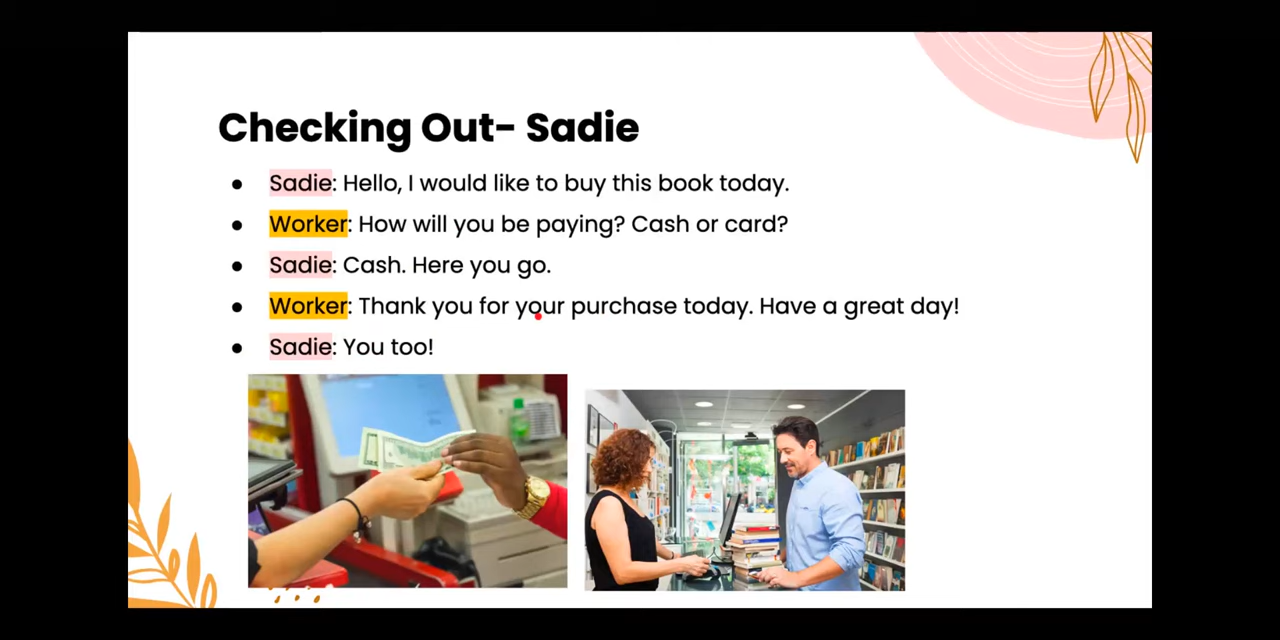 Checking Out- Sadie
● Sadie: Hello, I would like to buy this book today.
● Worker: How will you be paying? Cash or card?
● Sadie: Cash. Here you go.
● Worker: Thank you for your purchase today. Have a great day!
● Sadie: You too!